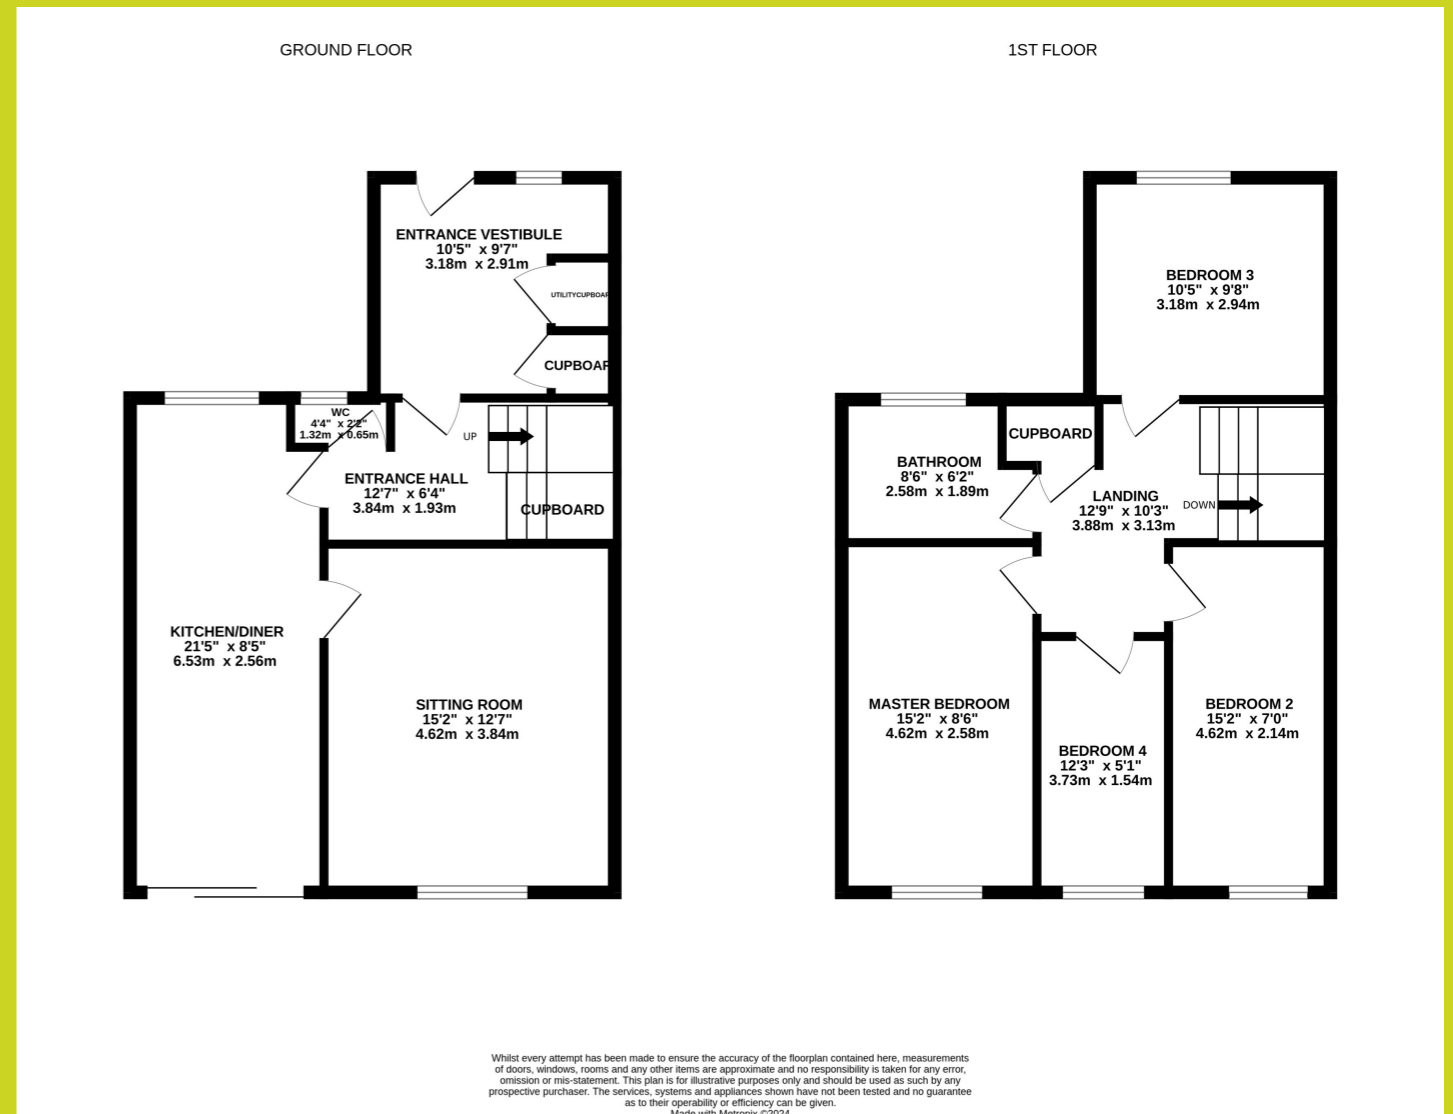 GROUND FLOOR
1ST FLOOR
ENTRANCE VESTIBULE
10'5" x 9'7"
3.18m x 2.91m
UTILITYCUPBOAR
CUPBOAR
WC
4'4" x 2'2"
1.32m x 0.65m
UP
ENTRANCE HALL
12'7" x 6'4"
3.84m x 1.93m
CUPBOARD
KITCHEN/DINER
21'5" x 8'5"
6.53m x 2.56m
SITTING ROOM
15'2" x 12'7"
4.62m x 3.84m
BEDROOM 3
10'5" x 9'8"
3.18m x 2.94m
CUPBOARD
BATHROOM
8'6" x 6'2"
2.58m x 1.89m
LANDING
12'9" x 10'3"
3.88m x 3.13m
DOWN
MASTER BEDROOM
15'2" x 8'6"
4.62m x 2.58m
BEDROOM 4
12'3" x 5'1"
3.73m x 1.54m
BEDROOM 2
15'2" x 7'0"
4.62m x 2.14m
Whilst every attempt has been made to ensure the accuracy of the floorplan contained here, measurements
of doors, windows, rooms and any other items are approximate and no responsibility is taken for any error,
omission or mis-statement. This plan is for illustrative purposes only and should be used as such by any
prospective purchaser. The services, systems and appliances shown have not been tested and no guarantee
as to their operability or efficiency can be given.
Made with Metropix ©2024